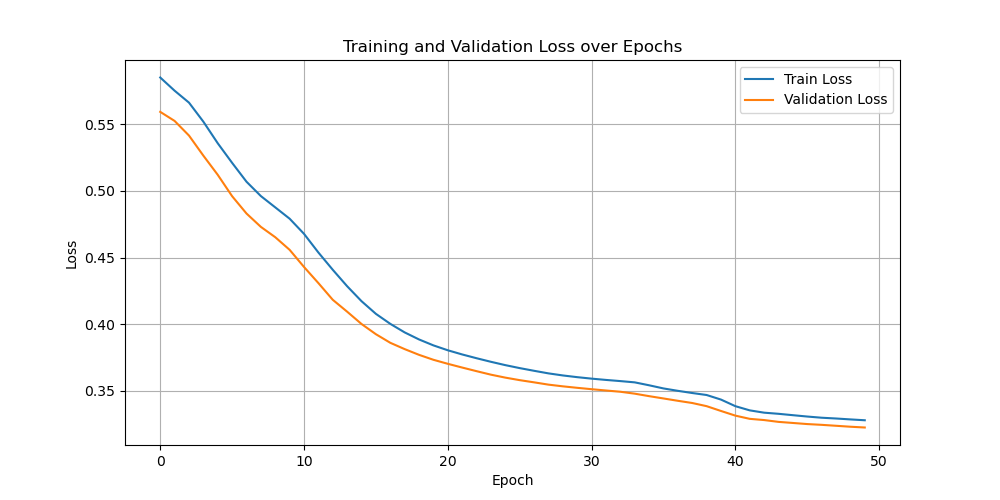 Training and Validation Loss over Epochs
Train Loss
Validation Loss
0.55
0.50
0.45
0.40
0.35
Loss
0
10
20
30
40
50
Epoch